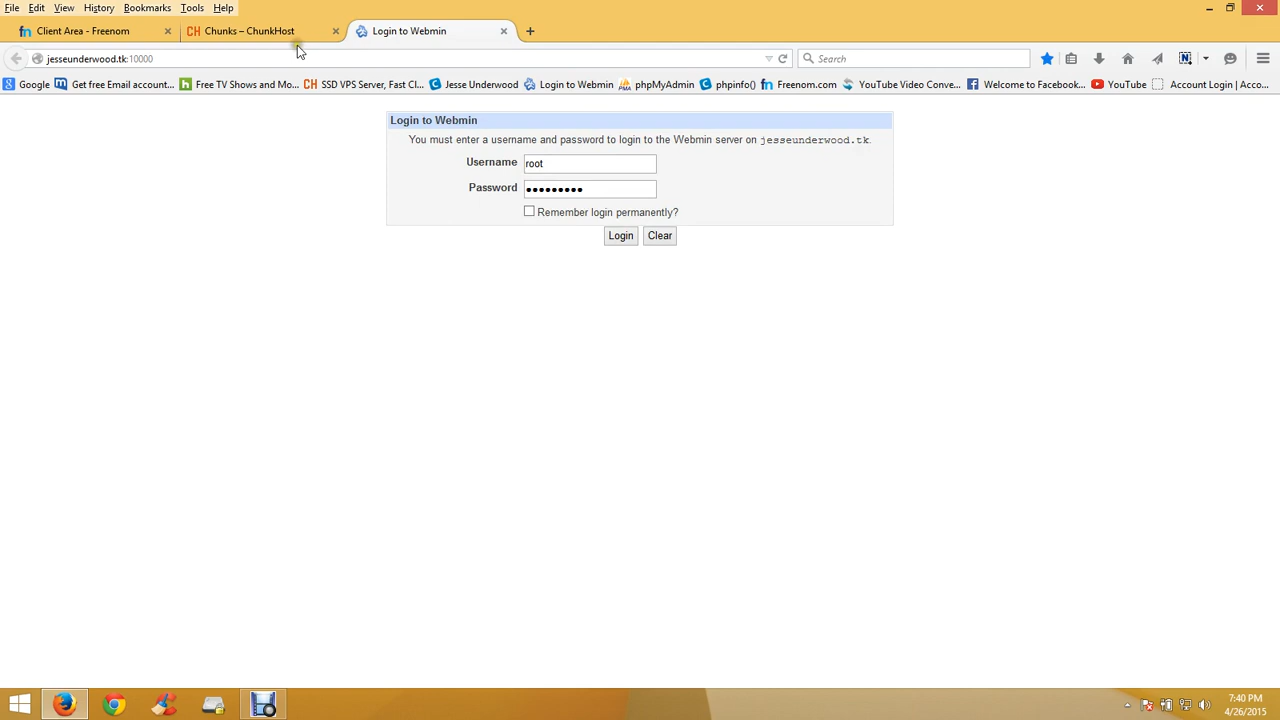 File Edit View History Bookmarks Tools Help
fn Client Area - Freenom CH Chunks – ChunkHost Login to Webmin
jesseunderwood.tk:10000 Search
Google Get free Email account... Free TV Shows and Mo... CH SSD VPS Server, Fast Cl... Jesse Underwood Login to Webmin phpMyAdmin phpinfo() fn Freenom.com YouTube Video Conve... Welcome to Facebook... YouTube Account Login | Acco...
Login to Webmin
You must enter a username and password to login to the Webmin server on jesseunderwood.tk.
Username root
Password •••••••••
Remember login permanently?
Login Clear
7:40 PM
4/26/2015